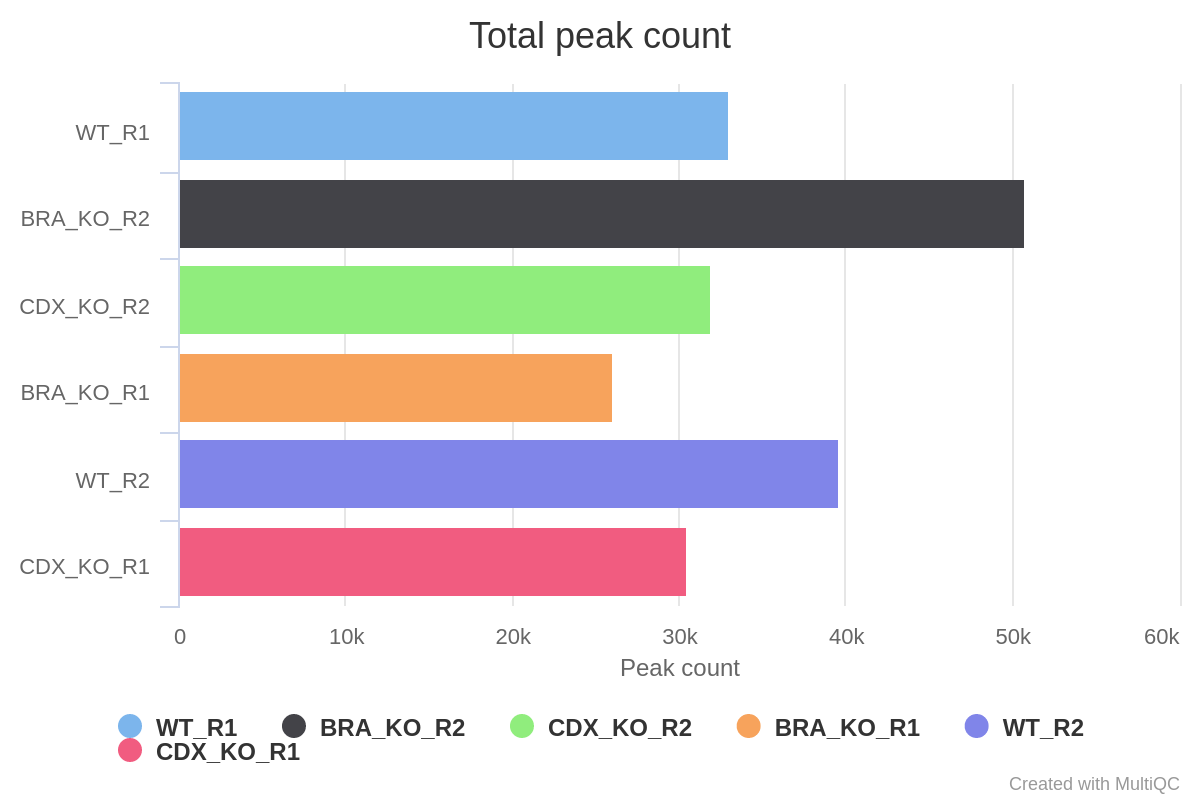 Total peak count
WT_R1
BRA_KO_R2
CDX_KO_R2
BRA_KO_R1
WT_R2
CDX_KO_R1
0 10k 20k 30k 40k 50k 60k
Peak count
WT_R1 BRA_KO_R2 CDX_KO_R2 BRA_KO_R1 WT_R2
CDX_KO_R1
Created with MultiQC